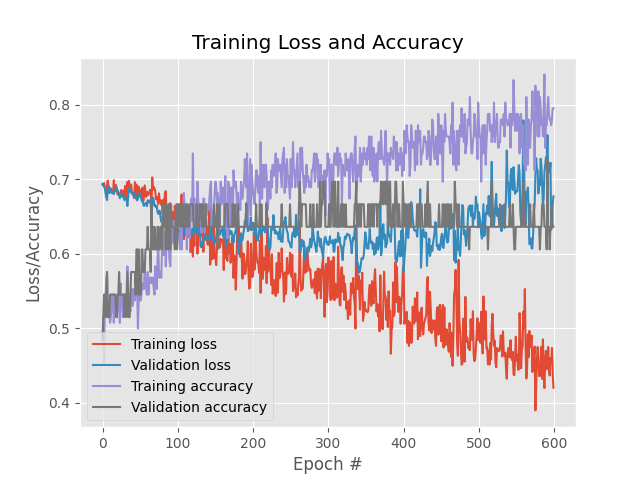 Training Loss and Accuracy
Loss/Accuracy
0.8
0.7
0.6
0.5
0.4
Training loss
Validation loss
Training accuracy
Validation accuracy
0 100 200 300 400 500 600
Epoch #